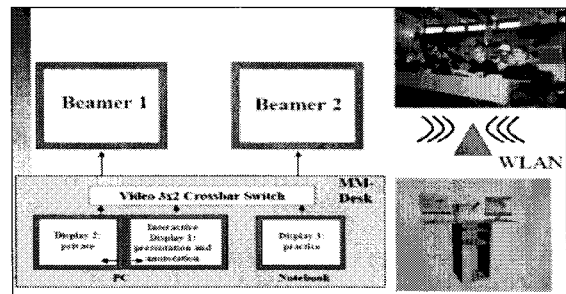 Beamer 1
Beamer 2
WLAN
MM-
Desk
Video 3x2 Crossbar Switch
Display 2:
private
Interactive
Display 1:
presentation and
annotation
Display 3:
practice
PC
Notebook